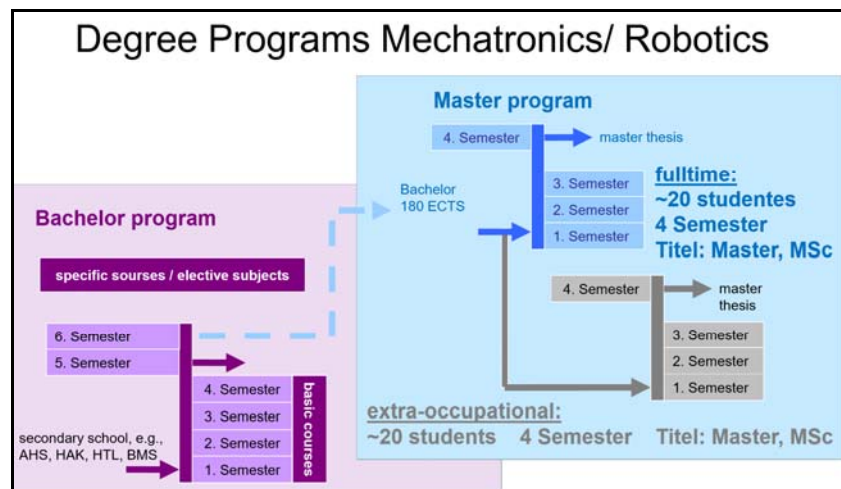 Degree Programs Mechatronics/ Robotics
Master program
4. Semester
master thesis
Bachelor
180 ECTS
3. Semester
2. Semester
1. Semester
fulltime:
~20 studentes
4 Semester
Titel: Master, MSc
4. Semester
master
thesis
3. Semester
2. Semester
1. Semester
extra-occupational:
~20 students 4 Semester Titel: Master, MSc
Bachelor program
specific sourses / elective subjects
6. Semester
5. Semester
4. Semester
3. Semester
2. Semester
1. Semester
basic courses
secondary school, e.g.,
AHS, HAK, HTL, BMS